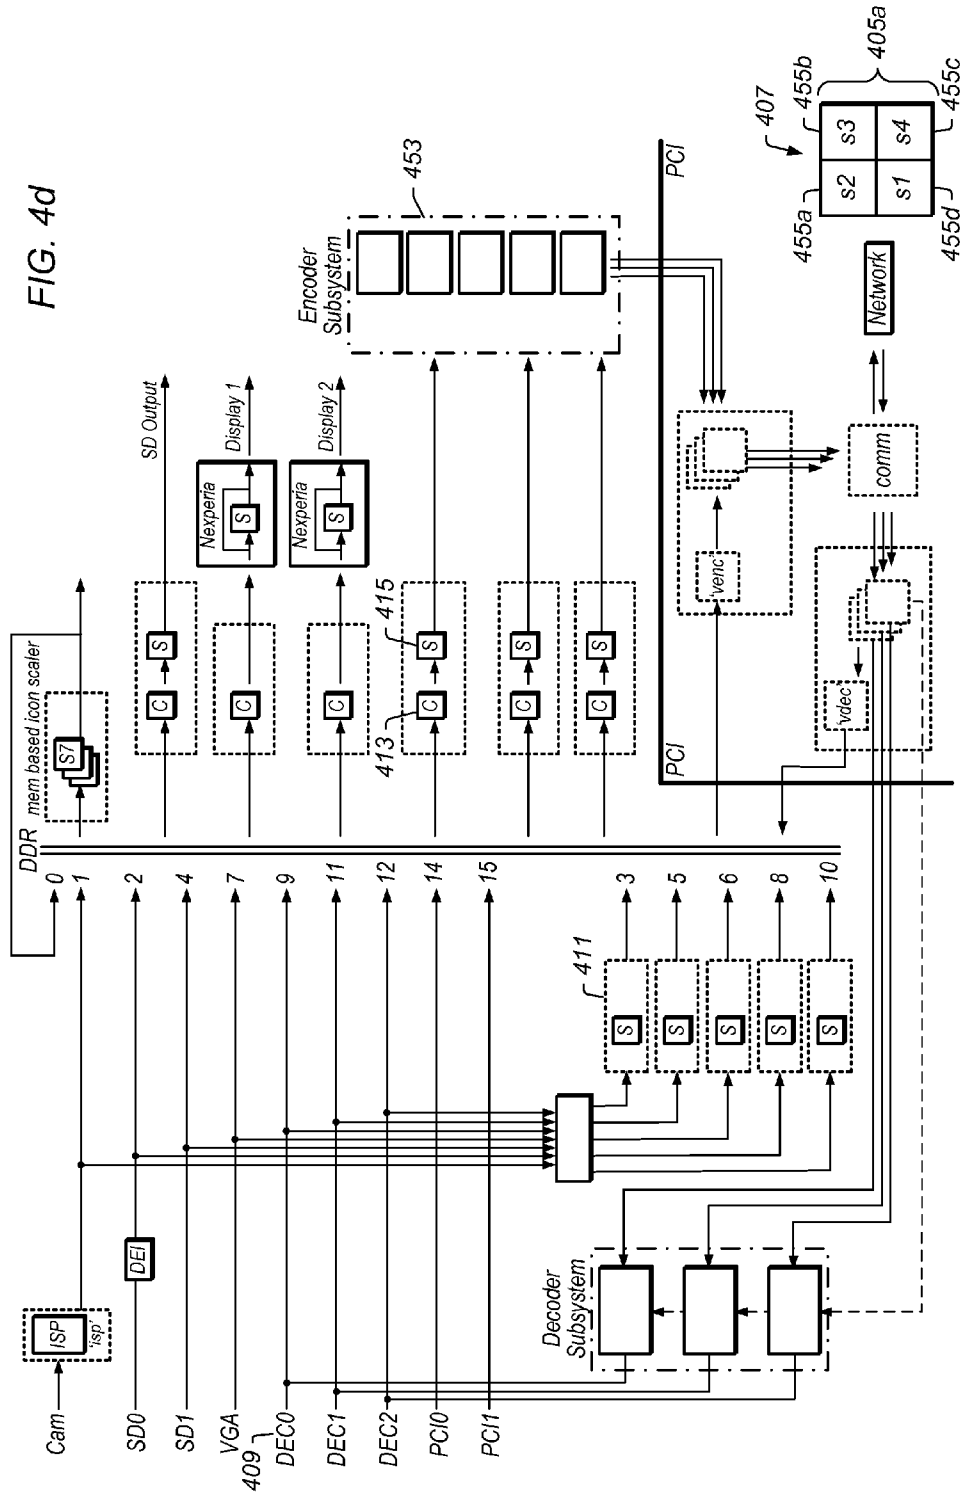 FIG. 4d
Cam
ISP
'isp'
SD0
DEI
SD1
VGA
409
DEC0
DEC1
DEC2
PCI0
PCI1
Decoder
Subsystem
DDR
0
1
2
4
7
9
11
12
14
15
3
5
6
8
10
411
S
S
S
S
S
mem based icon scaler
S7
C
S
SD Output
C
Nexperia
S
Display 1
C
Nexperia
S
Display 2
413
C
S
415
C
S
C
S
Encoder
Subsystem
453
PCI
PCI
'venc'
'vdec'
comm
Network
407
455a
455b
s2
s3
s1
s4
405a
455d
455c